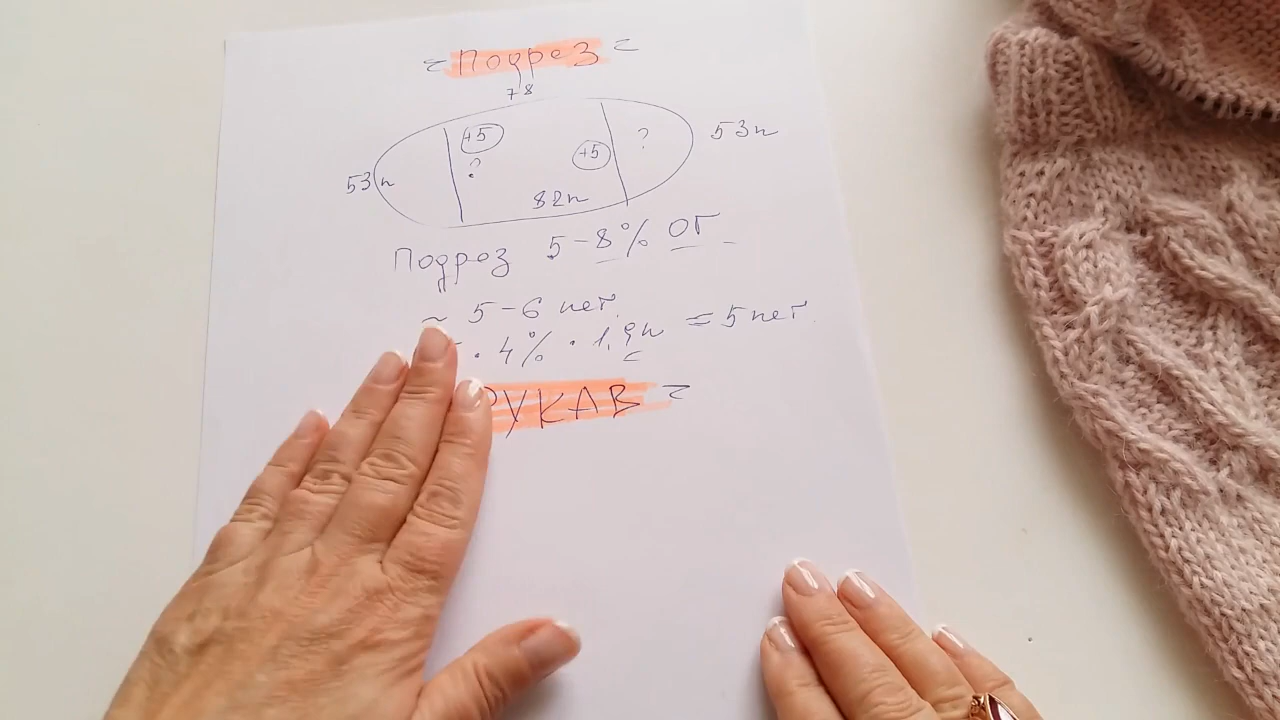 = Подрез =
78
+5 +5 ?
53п ? 53п
82п
Подрез 5-8% ОГ
~ 5-6 пет.
· 4% · 1,9п = 5 пет.
РУКАВ =